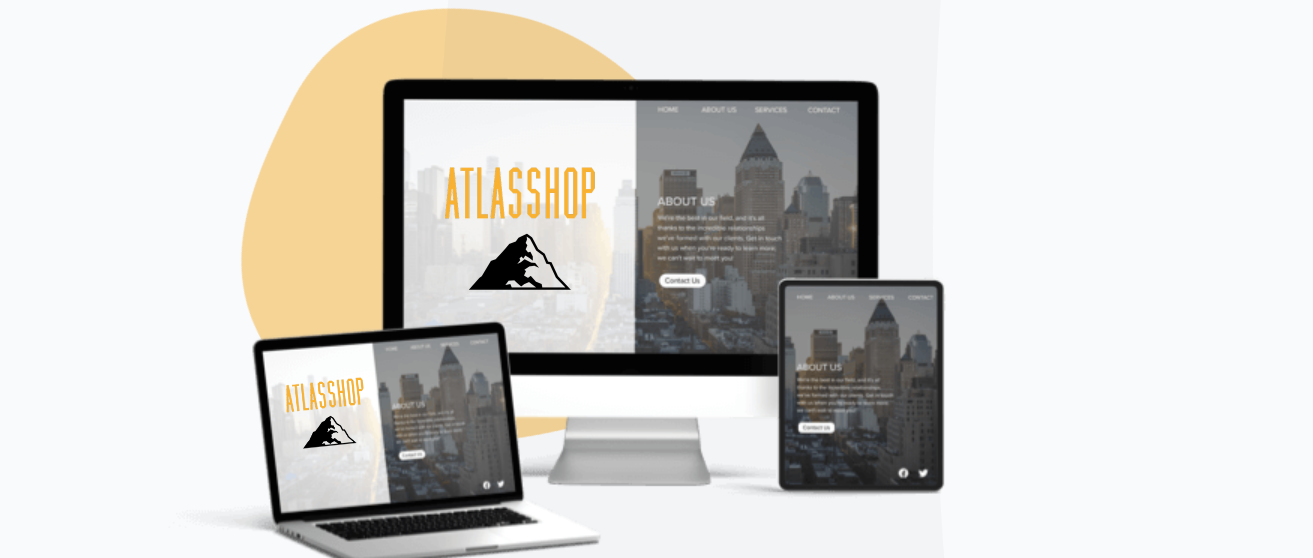 HOME ABOUT US SERVICES CONTACT
ATLASSHOP
ABOUT US
We're the best in our field, and it's all
thanks to the incredible relationships
we've formed with our clients. Get in touch
with us when you're ready to learn more,
we can't wait to meet you!
Contact Us
HOME ABOUT US SERVICES CONTACT
ATLASSHOP
ABOUT US
Contact Us
HOME ABOUT US SERVICES CONTACT
ABOUT US
We're the best in our field, and it's all
thanks to the incredible relationships
we've formed with our clients. Get in touch
with us when you're ready to learn more,
we can't wait to meet you!
Contact Us